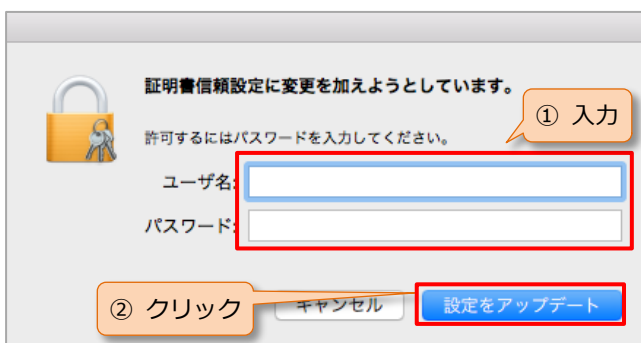 証明書信頼設定に変更を加えようとしています。
① 入力
許可するにはパスワードを入力してください。
ユーザ名:
パスワード:
② クリック
キャンセル
設定をアップデート